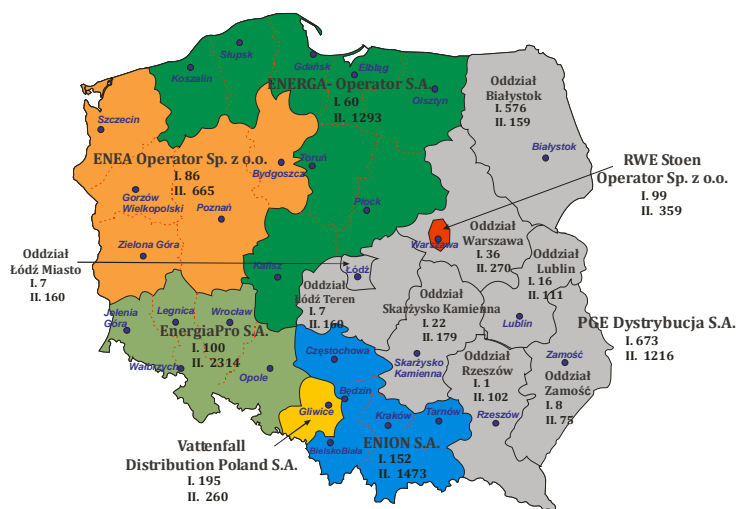 Słupsk
Gdańsk
Elbląg
Koszalin
ENERGA- Operator S.A.
I. 60
II. 1293
Olsztyn
Oddział
Białystok
I. 576
II. 159
Białystok
Szczecin
ENEA Operator Sp. z o.o.
I. 86
II. 665
Toruń
Bydgoszcz
Gorzów
Wielkopolski
Poznań
Płock
RWE Stoen
Operator Sp. z o.o.
I. 99
II. 359
Zielona Góra
Kalisz
Warszawa
Oddział
Warszawa
I. 36
II. 270
Oddział
Łódź Miasto
I. 7
II. 160
Łódź
Oddział
Łódź Teren
I. 7
II. 160
Oddział
Lublin
I. 16
II. 111
Lublin
Oddział
Skarżysko Kamienna
I. 22
II. 179
Skarżysko
Kamienna
PGE Dystrybucja S.A.
I. 673
II. 1216
Jelenia
Góra
Legnica
Wrocław
EnergiaPro S.A.
I. 100
II. 2314
Wałbrzych
Opole
Częstochowa
Będzin
Gliwice
Oddział
Rzeszów
I. 1
II. 102
Rzeszów
Zamość
Oddział
Zamość
I. 8
II. 75
Kraków
Tarnów
BielskoBiała
ENION S.A.
I. 152
II. 1473
Vattenfall
Distribution Poland S.A.
I. 195
II. 260